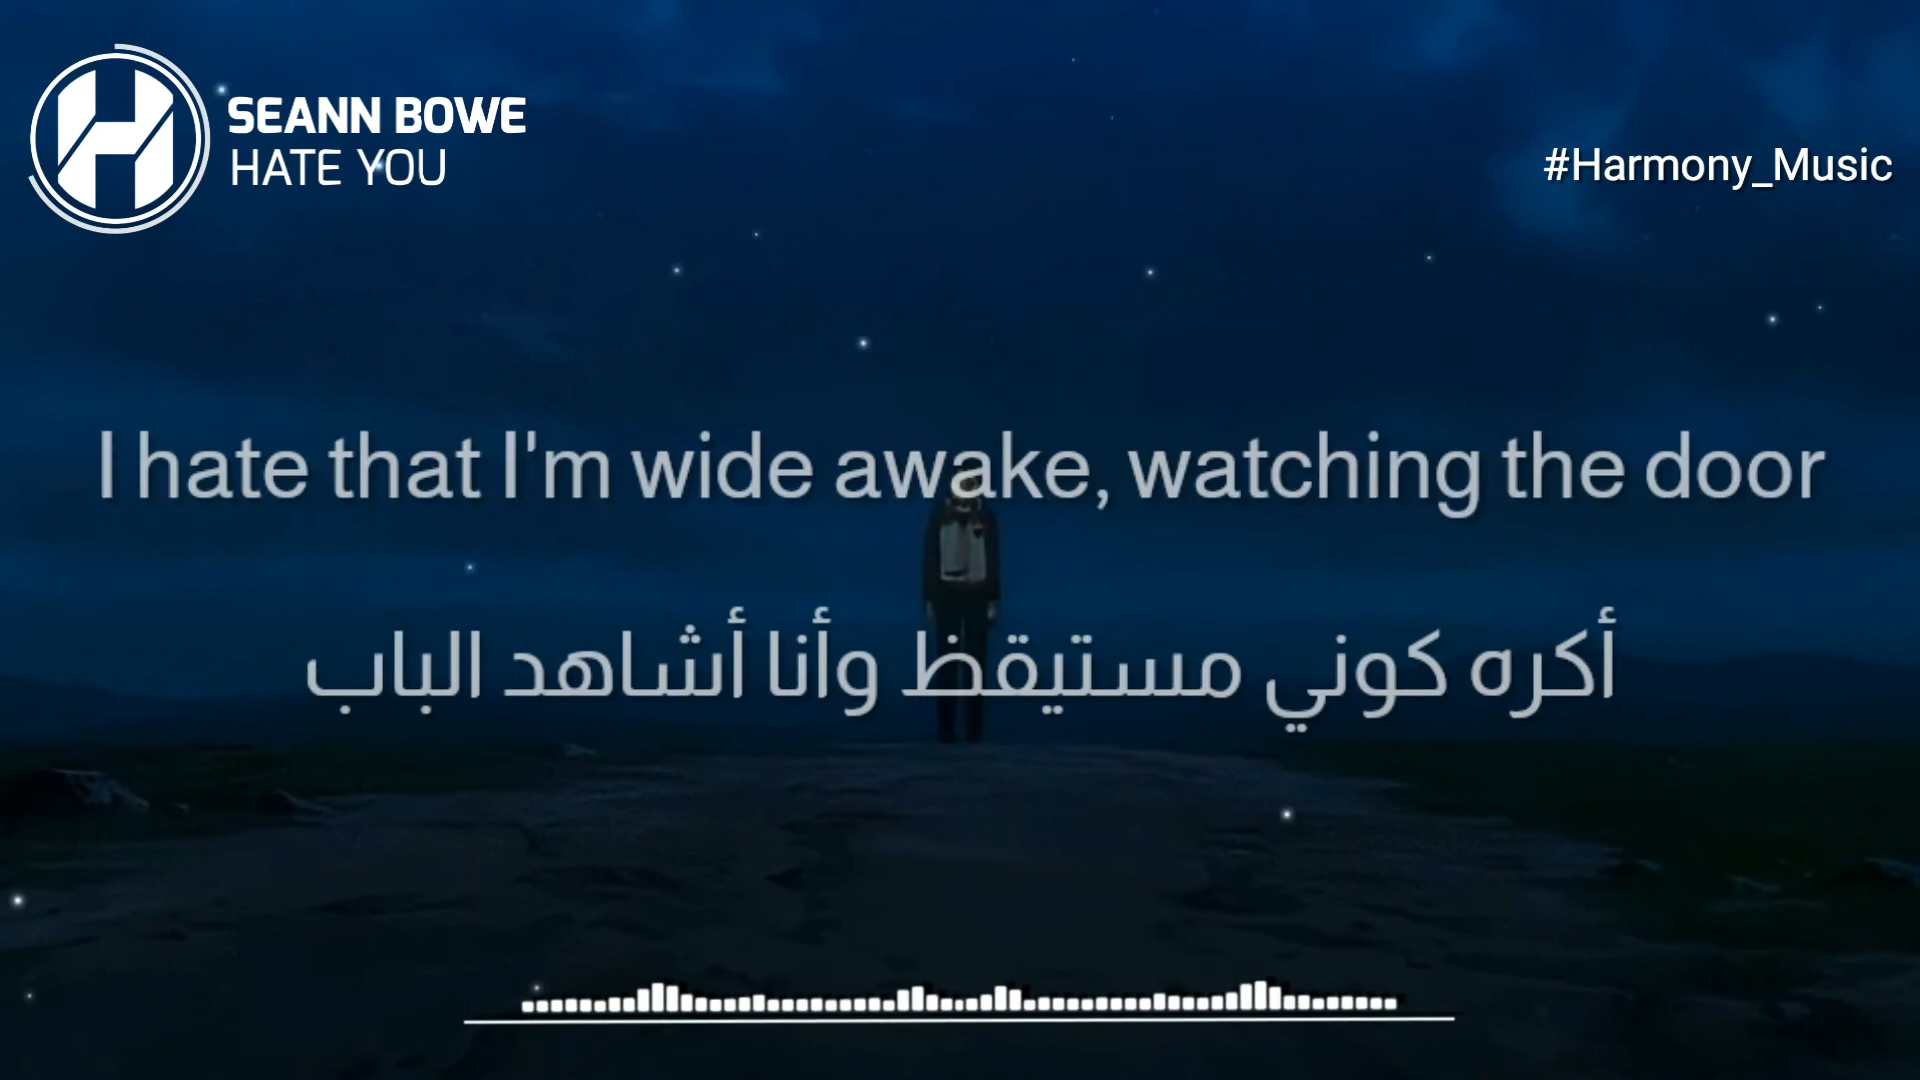 SEANN BOWE
HATE YOU
#Harmony_Music
I hate that I'm wide awake, watching the door
أكره كوني مستيقظ وأنا أشاهد الباب